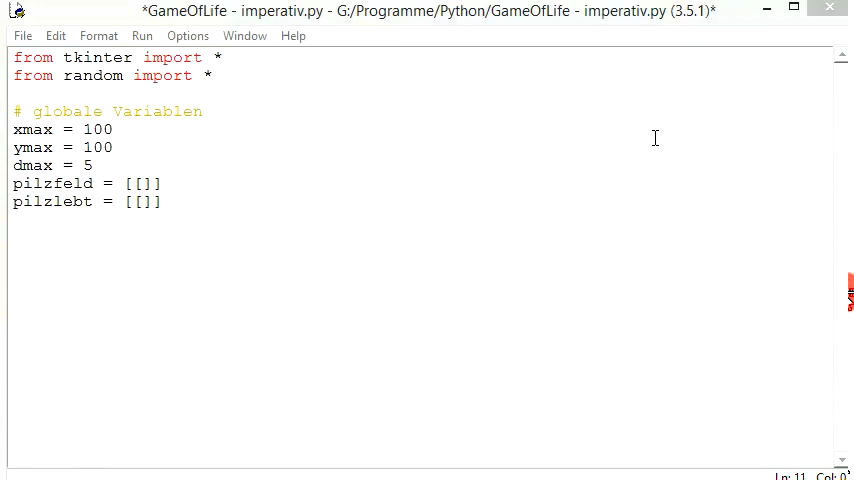 *GameOfLife - imperativ.py - G:/Programme/Python/GameOfLife - imperativ.py (3.5.1)*
File Edit Format Run Options Window Help
from tkinter import *
from random import *
# globale Variablen
xmax = 100
ymax = 100
dmax = 5
pilzfeld = [[]]
pilzlebt = [[]]
Ln: 11 Col: 0